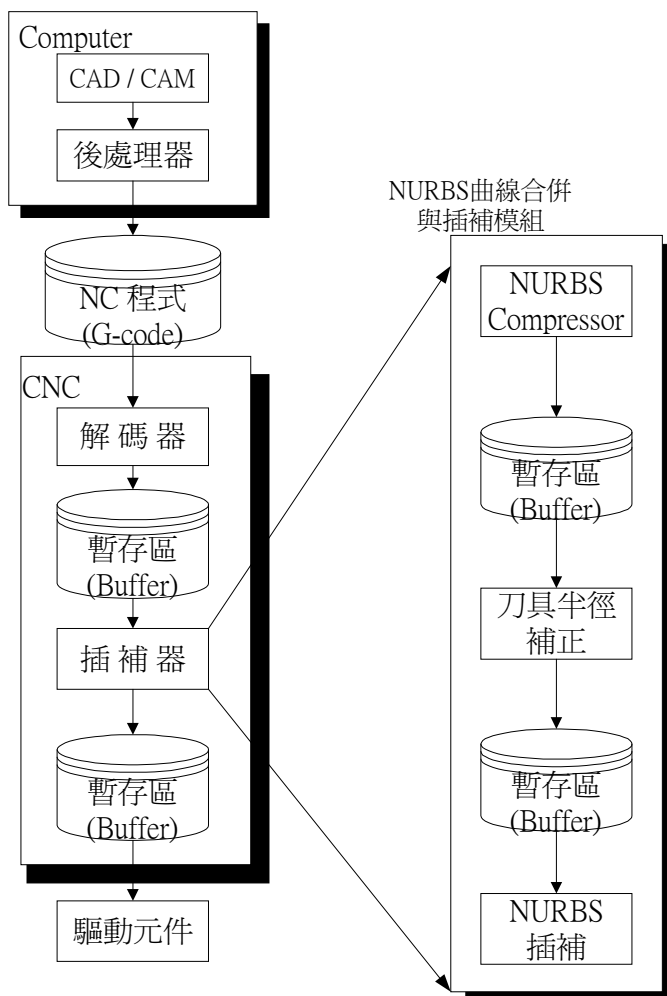 Computer
CAD / CAM
後處理器
NC 程式
(G-code)
CNC
解 碼 器
暫存區
(Buffer)
插 補 器
暫存區
(Buffer)
驅動元件
NURBS曲線合併
與插補模組
NURBS
Compressor
暫存區
(Buffer)
刀具半徑
補正
暫存區
(Buffer)
NURBS
插補